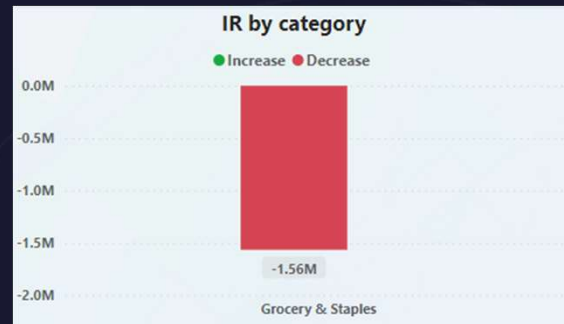 IR by category
Increase Decrease
0.0M
-0.5M
-1.0M
-1.5M
-1.56M
-2.0M
Grocery & Staples